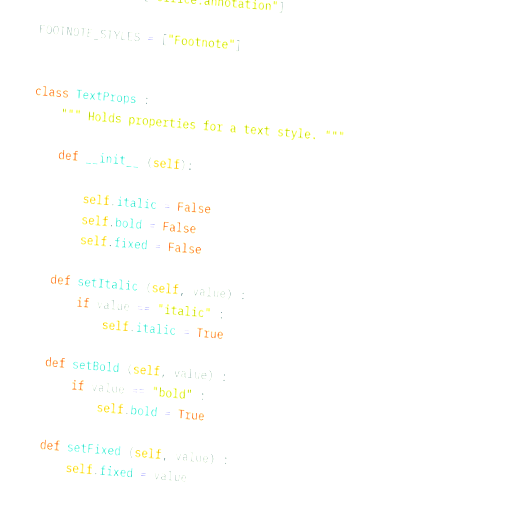 office:annotation"]
FOOTNOTE_STYLES = ["Footnote"]
class TextProps :
""" Holds properties for a text style. """
def __init__ (self):
self.italic = False
self.bold = False
self.fixed = False
def setItalic (self, value) :
if value == "italic" :
self.italic = True
def setBold (self, value) :
if value == "bold" :
self.bold = True
def setFixed (self, value) :
self.fixed = value